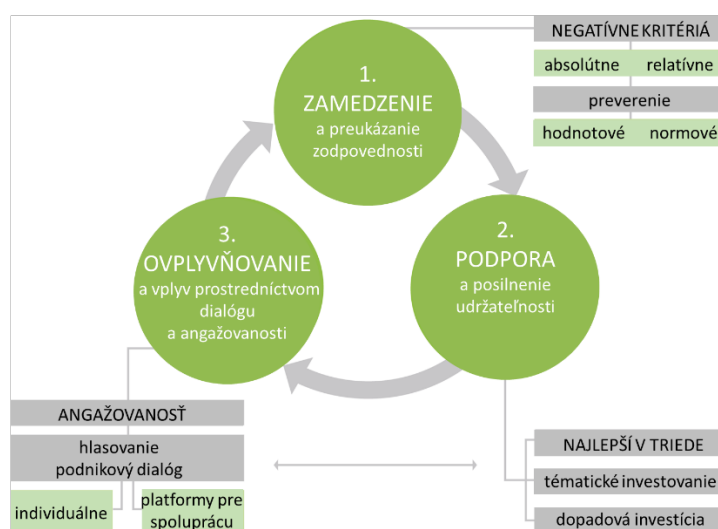 1.
ZAMEDZENIE
a preukázanie
zodpovednosti
NEGATÍVNE KRITÉRIÁ
absolútne relatívne
preverenie
hodnotové normové
2.
PODPORA
a posilnenie
udržateľnosti
3.
OVPLYVŇOVANIE
a vplyv prostredníctvom
dialógu
a angažovanosti
ANGAŽOVANOSŤ
hlasovanie
podnikový dialóg
individuálne
platformy pre
spoluprácu
NAJLEPŠÍ V TRIEDE
tématické investovanie
dopadová investícia